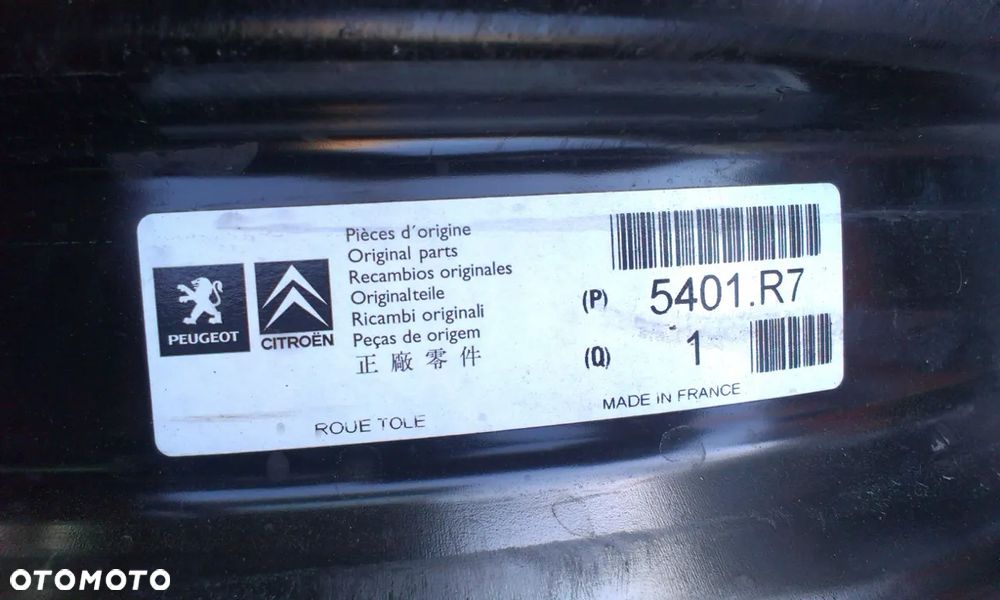 PEUGEOT
CITROËN
Pièces d'origine
Original parts
Recambios originales
Originalteile
Ricambi originali
Peças de origem
正廠零件
(P) 5401.R7
(Q) 1
MADE IN FRANCE
ROUE TOLE
OTOMOTO